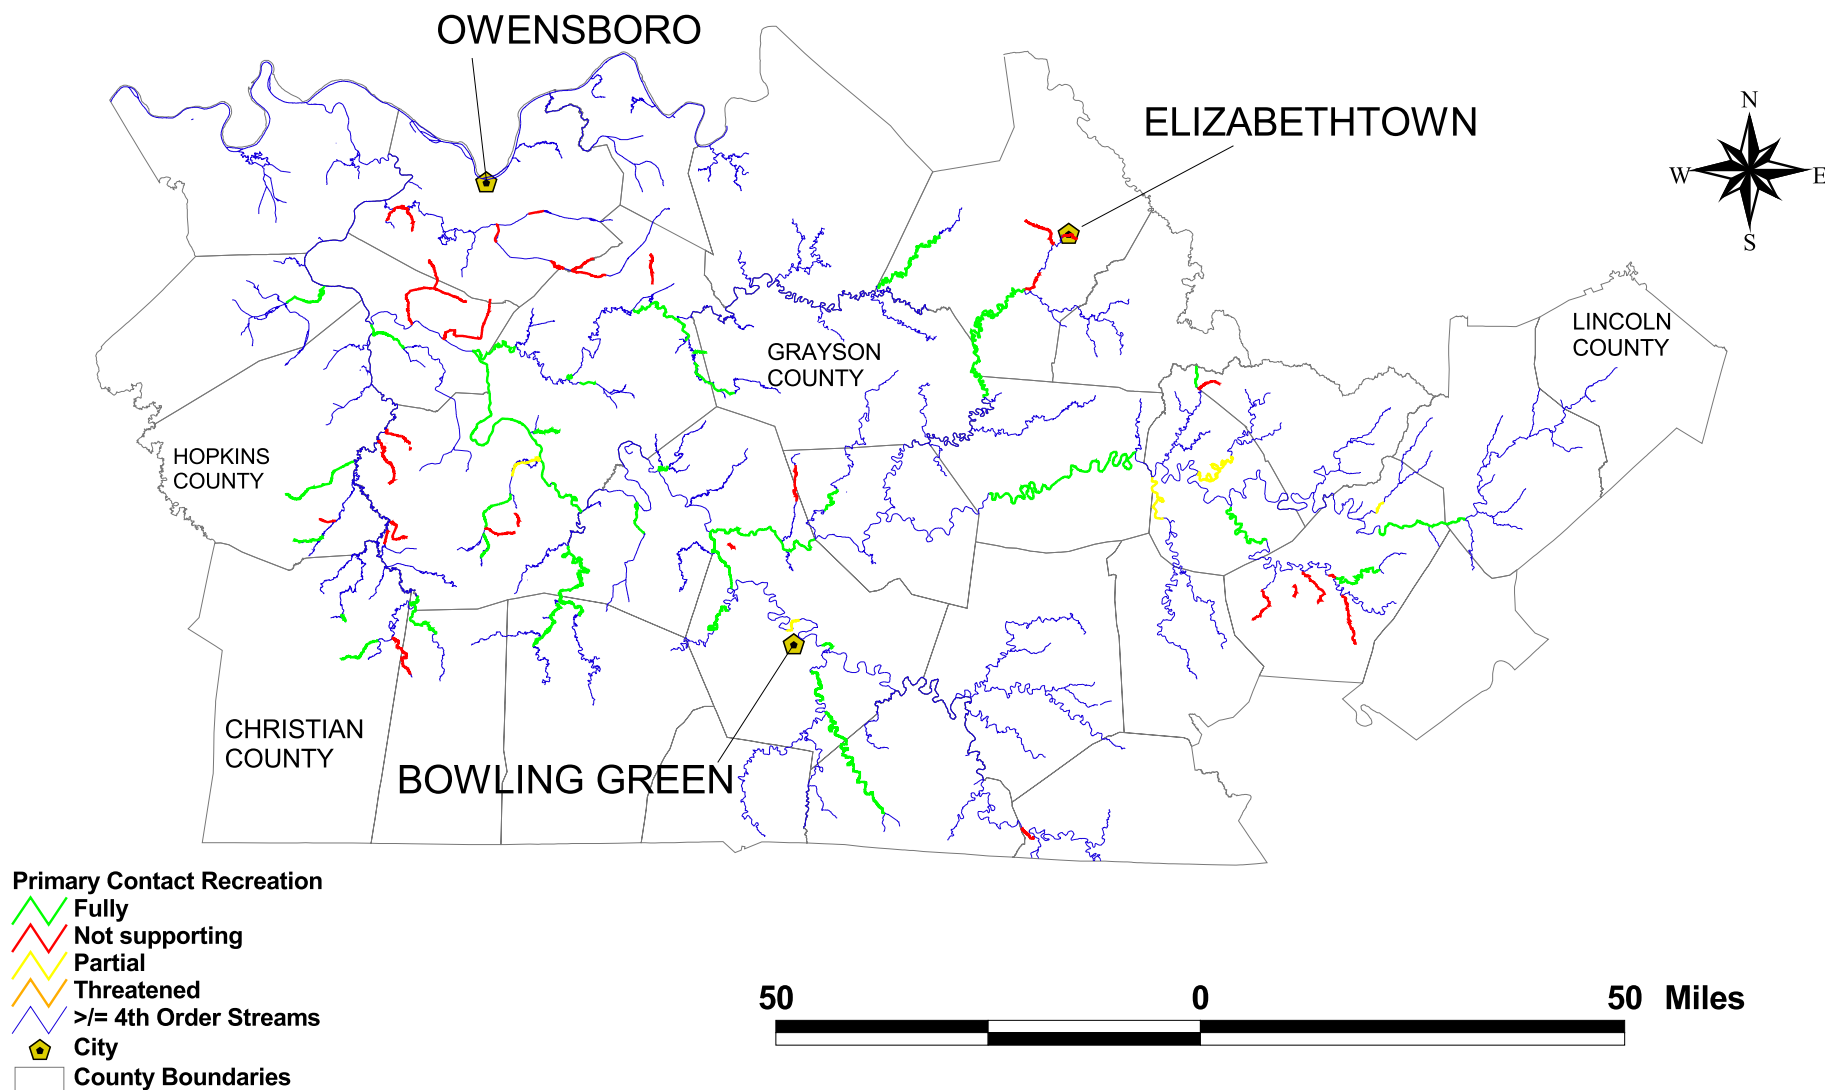 OWENSBORO
ELIZABETHTOWN
N
W
E
S
LINCOLN
COUNTY
GRAYSON
COUNTY
HOPKINS
COUNTY
CHRISTIAN
COUNTY
BOWLING GREEN
Primary Contact Recreation
Fully
Not supporting
Partial
Threatened
>/= 4th Order Streams
City
County Boundaries
50 0 50 Miles